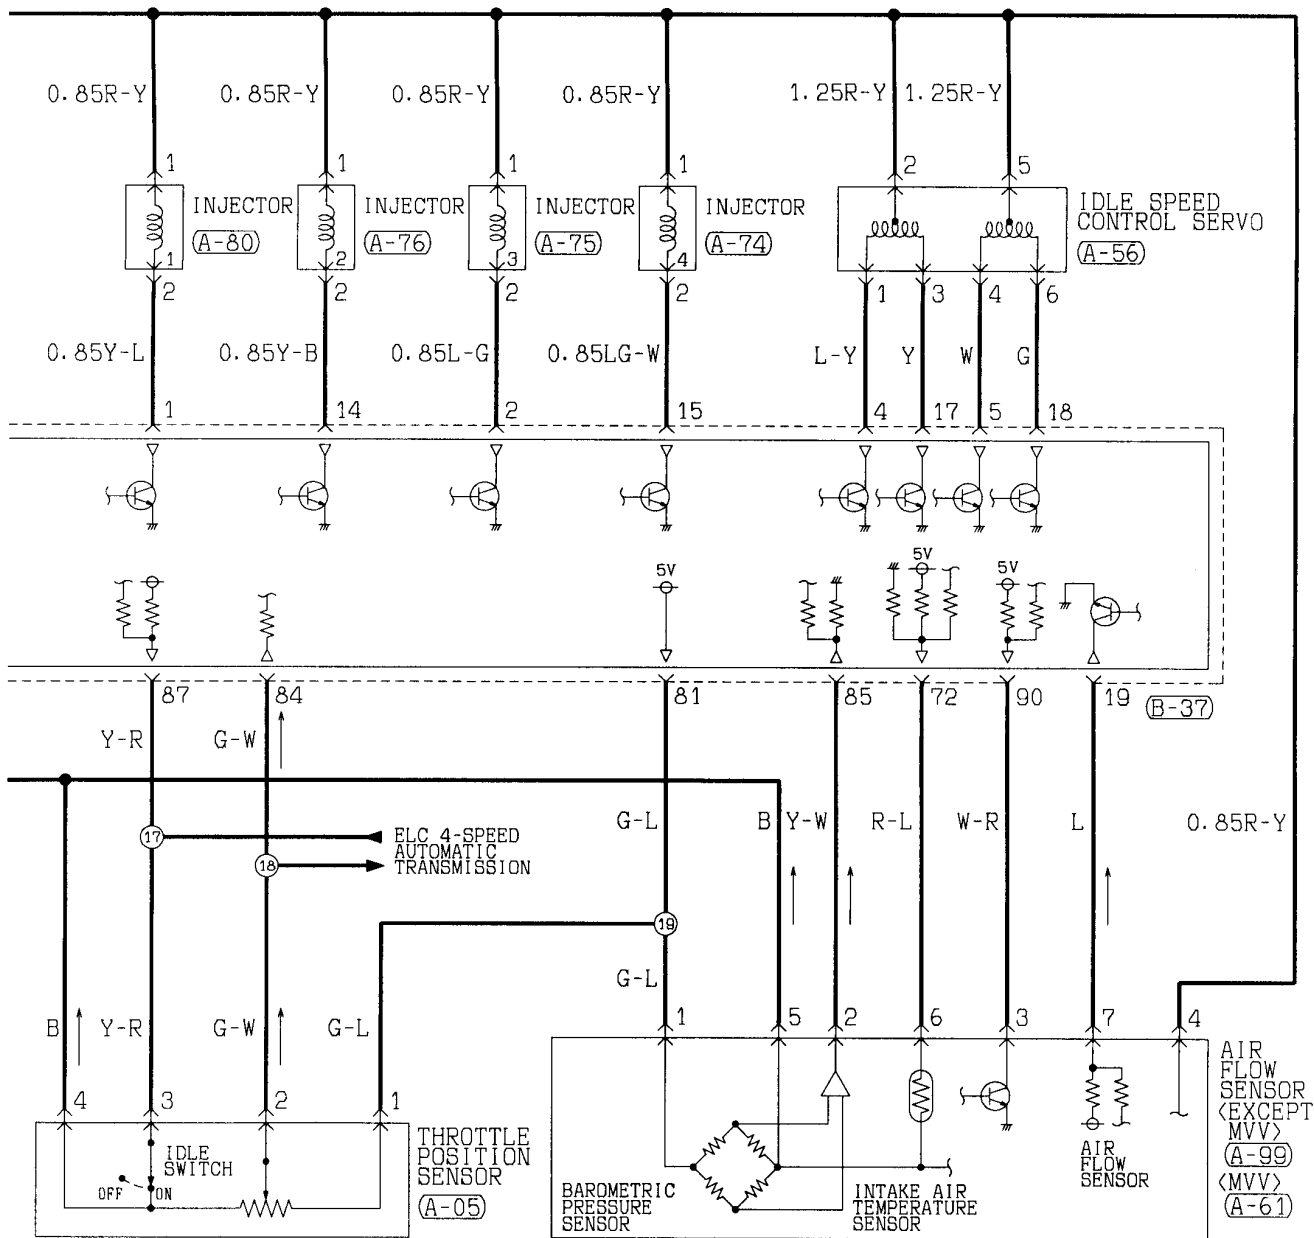 0.85R-Y 0.85R-Y 0.85R-Y 0.85R-Y 1.25R-Y 1.25R-Y
1 1 1 1 2 5
INJECTOR INJECTOR INJECTOR INJECTOR IDLE SPEED
CONTROL SERVO
A-80 A-76 A-75 A-74 A-56
1 2 3 4
2 2 2 2 1 3 4 6
0.85Y-L 0.85Y-B 0.85L-G 0.85LG-W L-Y Y W G
1 14 2 15 4 17 5 18
5V 5V 5V
87 84 81 85 72 90 19 B-37
Y-R G-W
G-L B Y-W R-L W-R L 0.85R-Y
17 ELC 4-SPEED
AUTOMATIC
18 TRANSMISSION
19
G-L
B Y-R G-W G-L
1 5 2 6 3 7 4
4 3 2 1
THROTTLE
POSITION
SENSOR
A-05
IDLE
SWITCH
OFF ON
BAROMETRIC
PRESSURE
SENSOR
INTAKE AIR
TEMPERATURE
SENSOR
AIR
FLOW
SENSOR
AIR
FLOW
SENSOR
<EXCEPT
MVV>
A-99
<MVV>
A-61